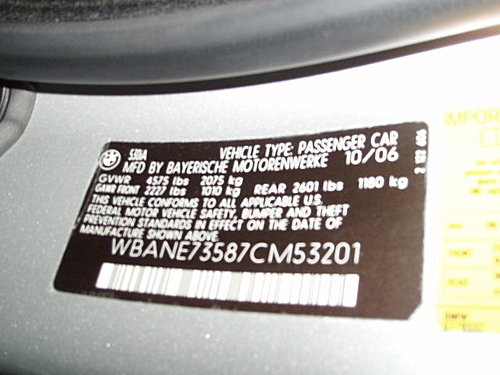 530iA VEHICLE TYPE: PASSENGER CAR
MFD BY BAYERISCHE MOTORENWERKE 10/06
GVWR 4575 lbs 2075 kg
GAWR FRONT 2227 lbs 1010 kg REAR 2601 lbs 1180 kg
THIS VEHICLE CONFORMS TO ALL APPLICABLE U.S.
FEDERAL MOTOR VEHICLE SAFETY, BUMPER AND THEFT
PREVENTION STANDARDS IN EFFECT ON THE DATE OF
MANUFACTURE SHOWN ABOVE.
WBANE73587CM53201
IMPOR